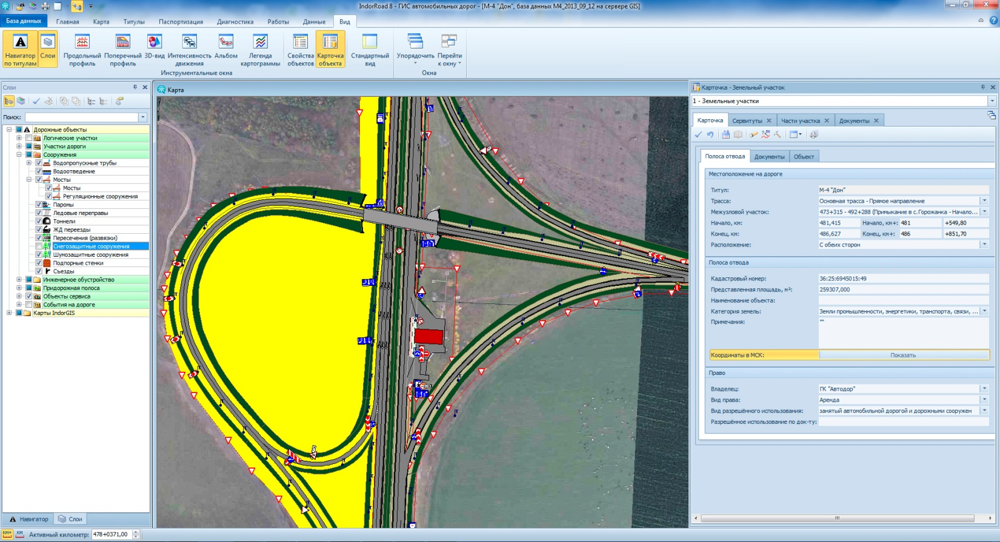 IndorRoad 8 - ГИС автомобильных дорог - [М-4 "Дон", база данных M4_2013_09_12 на сервере GIS]
База данных Главная Карта Титулы Паспортизация Диагностика Работы Данные Вид
Навигатор по титулам
Слои
Продольный профиль
Поперечный профиль
3D-вид
Интенсивность движения
Альбом
Легенда картограммы
Свойства объектов
Карточка объекта
Стандартный вид
Упорядочить
Перейти к окну
Инструментальные окна
Окна
Слои
Поиск:
Дорожные объекты
Логические участки
Участки дороги
Сооружения
Водопропускные трубы
Водоотведение
Мосты
Мосты
Регуляционные сооружения
Паромы
Ледовые переправы
Тоннели
ЖД переезды
Пересечения (развязки)
Снегозащитные сооружения
Шумозащитные сооружения
Подпорные стенки
Съезды
Инженерное обустройство
Придорожная полоса
Объекты сервиса
События на дороге
Карты IndorGIS
Навигатор Слои
КМ+ КМ Активный километр: 478+0371,00
Карта
Карточка - Земельный участок
1 - Земельные участки
Карточка Сервитуты Части участка Документы
Полоса отвода Документы Объект
Местоположение на дороге
Титул: М-4 "Дон"
Трасса: Основная трасса - Прямое направление
Межузловой участок: 473+315 - 492+288 (Примыкание в с.Горожанка - Начало...
Начало, км: 481,415 Начало, км+: 481 +549,80
Конец, км: 486,627 Конец, км+: 486 +851,70
Расположение: С обеих сторон
Полоса отвода
Кадастровый номер: 36:25:6945015:49
Представленная площадь, м²: 259307,000
Наименование объекта:
Категория земель: Земли промышленности, энергетики, транспорта, связи, ...
Примечания: ""
Координаты в МСК: Показать
Право
Владелец: ГК "Автодор"
Вид права: Аренда
Вид разрешённого использования: занятый автомобильной дорогой и дорожными сооружен
Разрешённое использование по док-ту: